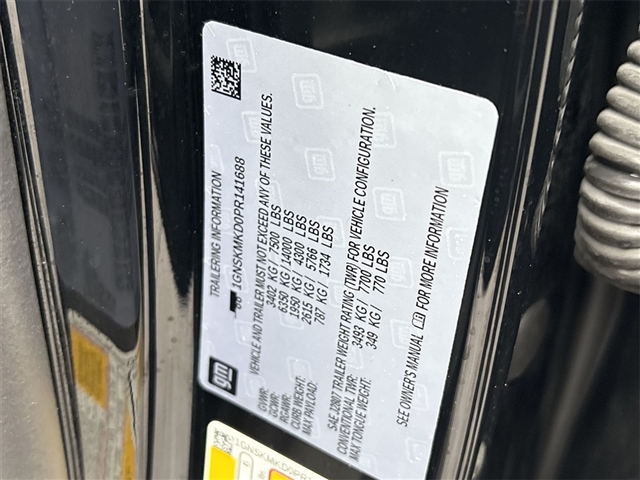 TRAILERING INFORMATION
1GNSKMKD0PR141688
VEHICLE AND TRAILER MUST NOT EXCEED ANY OF THESE VALUES.
GVWR: 3402 KG / 7500 LBS
GCWR: 6350 KG / 14000 LBS
RGAWR: 1950 KG / 4300 LBS
CURB WEIGHT: 2615 KG / 5766 LBS
MAX PAYLOAD: 787 KG / 1734 LBS
SAE J2807 TRAILER WEIGHT RATING (TWR) FOR VEHICLE CONFIGURATION.
CONVENTIONAL TWR: 3493 KG / 7700 LBS
MAX TONGUE WEIGHT: 349 KG / 770 LBS
SEE OWNER'S MANUAL FOR MORE INFORMATION
gm
1GNSKMKD0PR